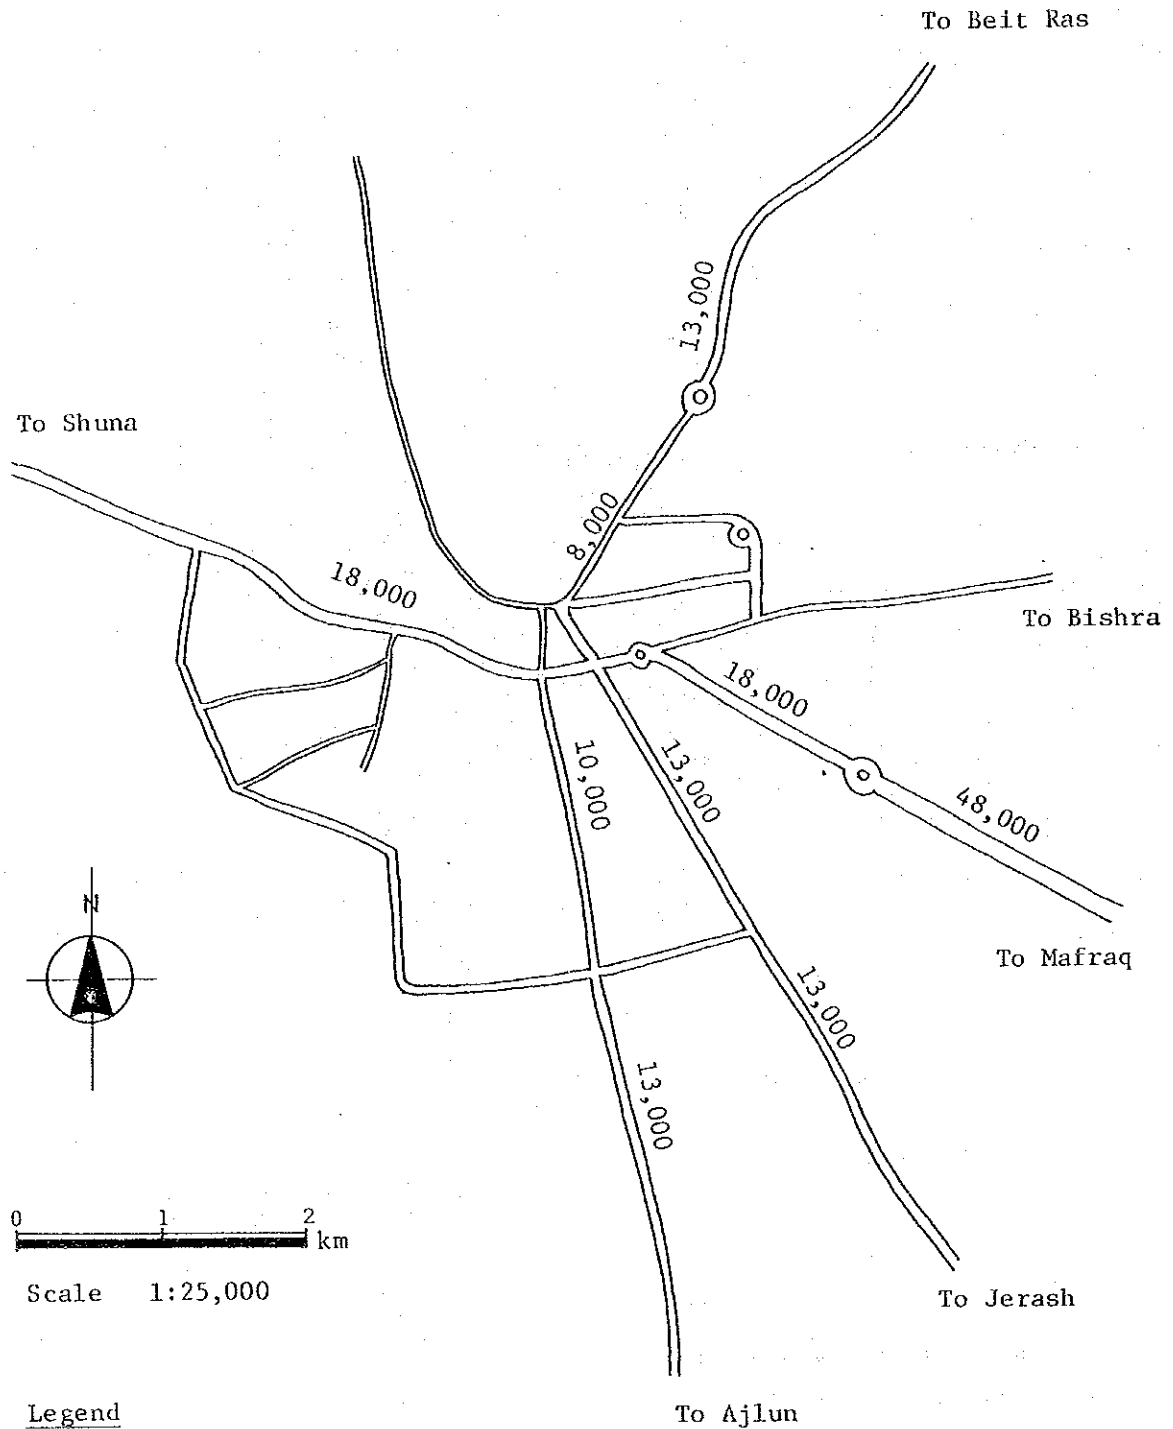 To Beit Ras
13,000
To Shuna
8,000
18,000
To Bishra
18,000
10,000
13,000
48,000
N
To Mafraq
13,000
13,000
0 1 2
km
Scale 1:25,000
To Jerash
Legend
To Ajlun